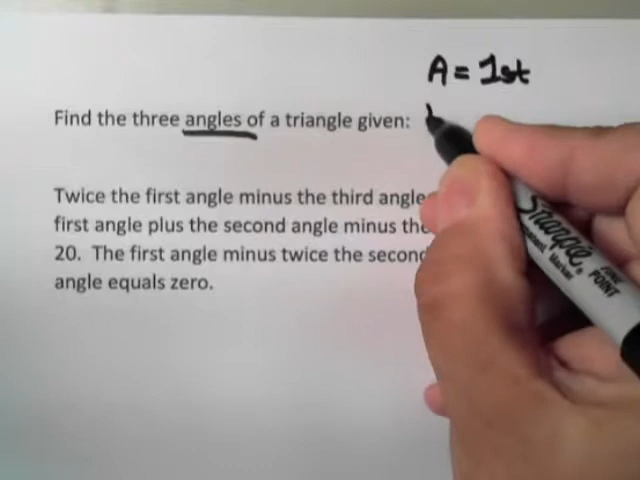 A = 1st
Find the three angles of a triangle given:
Twice the first angle minus the third angle
first angle plus the second angle minus the
20. The first angle minus twice the second
angle equals zero.
Sharpie
FINE
POINT